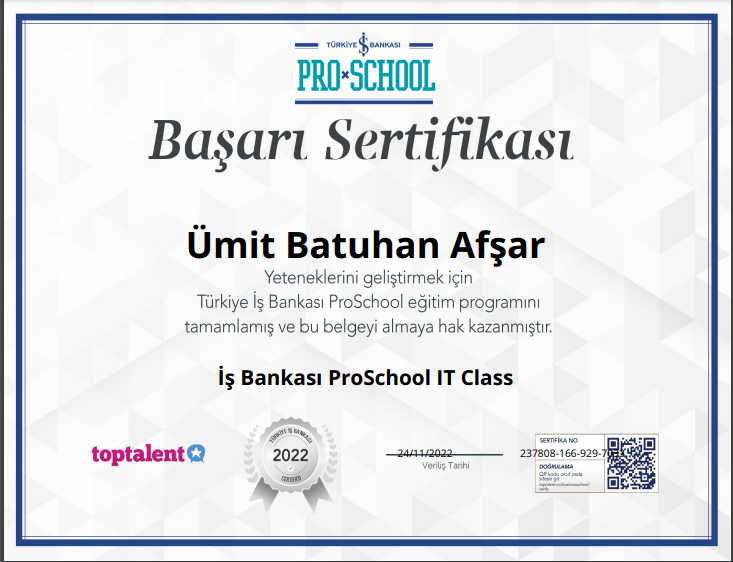 TÜRKİYE İŞ BANKASI
PRO SCHOOL
Başarı Sertifikası
Ümit Batuhan Afşar
Yeteneklerini geliştirmek için
Türkiye İş Bankası ProSchool eğitim programını
tamamlamış ve bu belgeyi almaya hak kazanmıştır.
İş Bankası ProSchool IT Class
toptalent
TÜRKİYE İŞ BANKASI
2022
CERTIFIED
24/11/2022
Veriliş Tarihi
SERTİFİKA NO
237808-166-929-7
DOĞRULAMA
QR kodu okut yada
siteye git